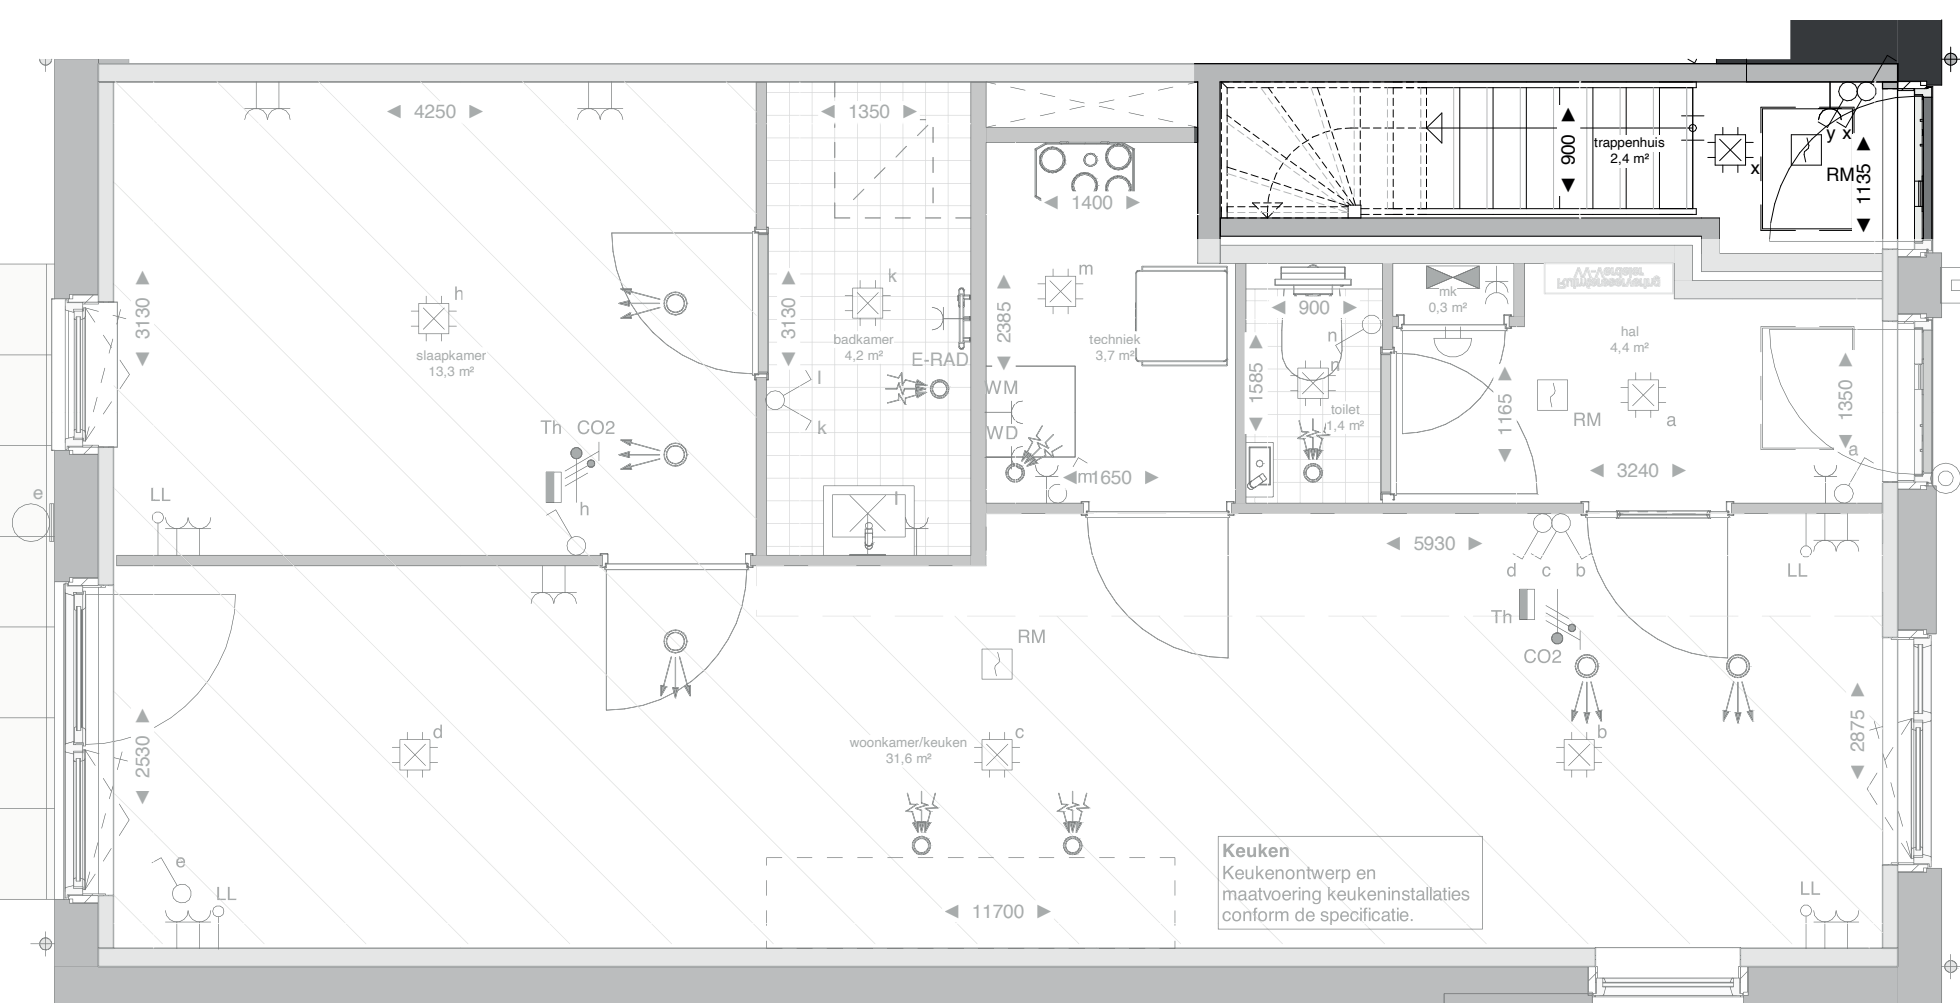 4250
1350
900
trappenhuis
2,4 m²
x
y x
RM
1135
1400
3130
h
slaapkamer
13,3 m²
3130
k
badkamer
4,2 m²
E-RAD
l
k
2385
m
techniek
3,7 m²
WM
WD
m
1650
900
n
n
1585
toilet
1,4 m²
mk
0,3 m²
hal
4,4 m²
1165
RM
a
1350
a
3240
Th CO2
h
LL
e
l
5930
d c b
LL
Th
CO2
RM
d
woonkamer/keuken
31,6 m²
c
b
2530
2875
e
LL
11700
Keuken
Keukenontwerp en
maatvoering keukeninstallaties
conform de specificatie.
LL